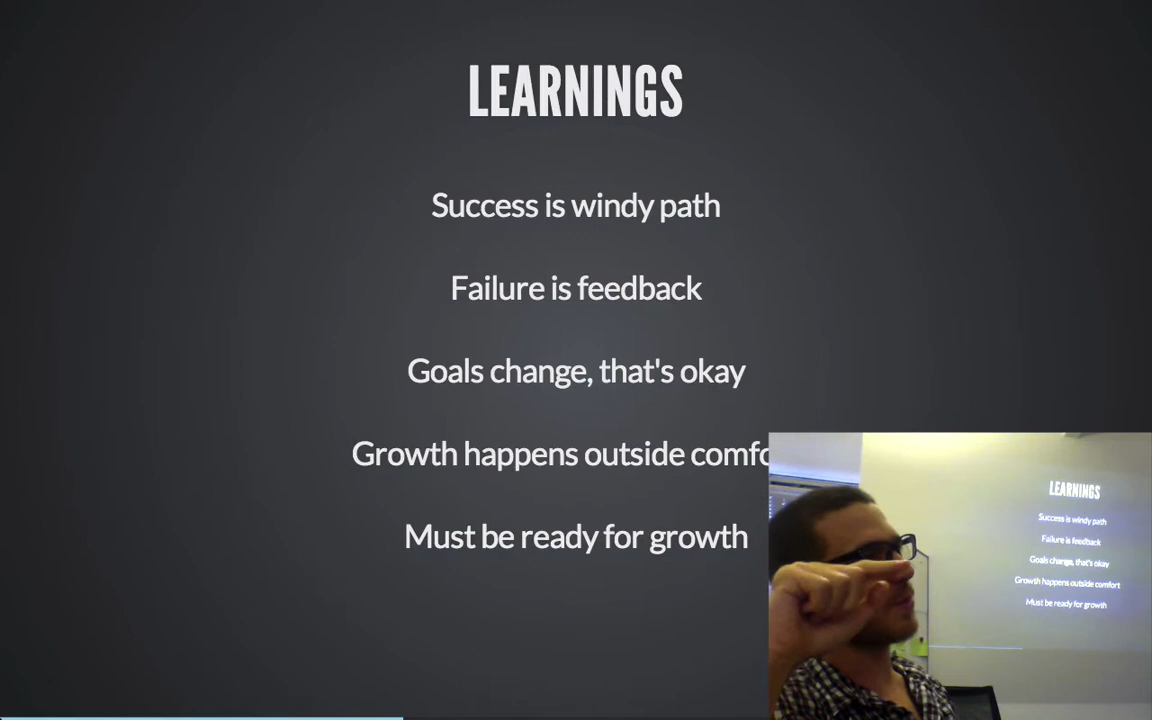 LEARNINGS
Success is windy path
Failure is feedback
Goals change, that's okay
Growth happens outside comfo
Must be ready for growth
LEARNINGS
Success is windy path
Failure is feedback
Goals change, that's okay
Growth happens outside comfort
Must be ready for growth